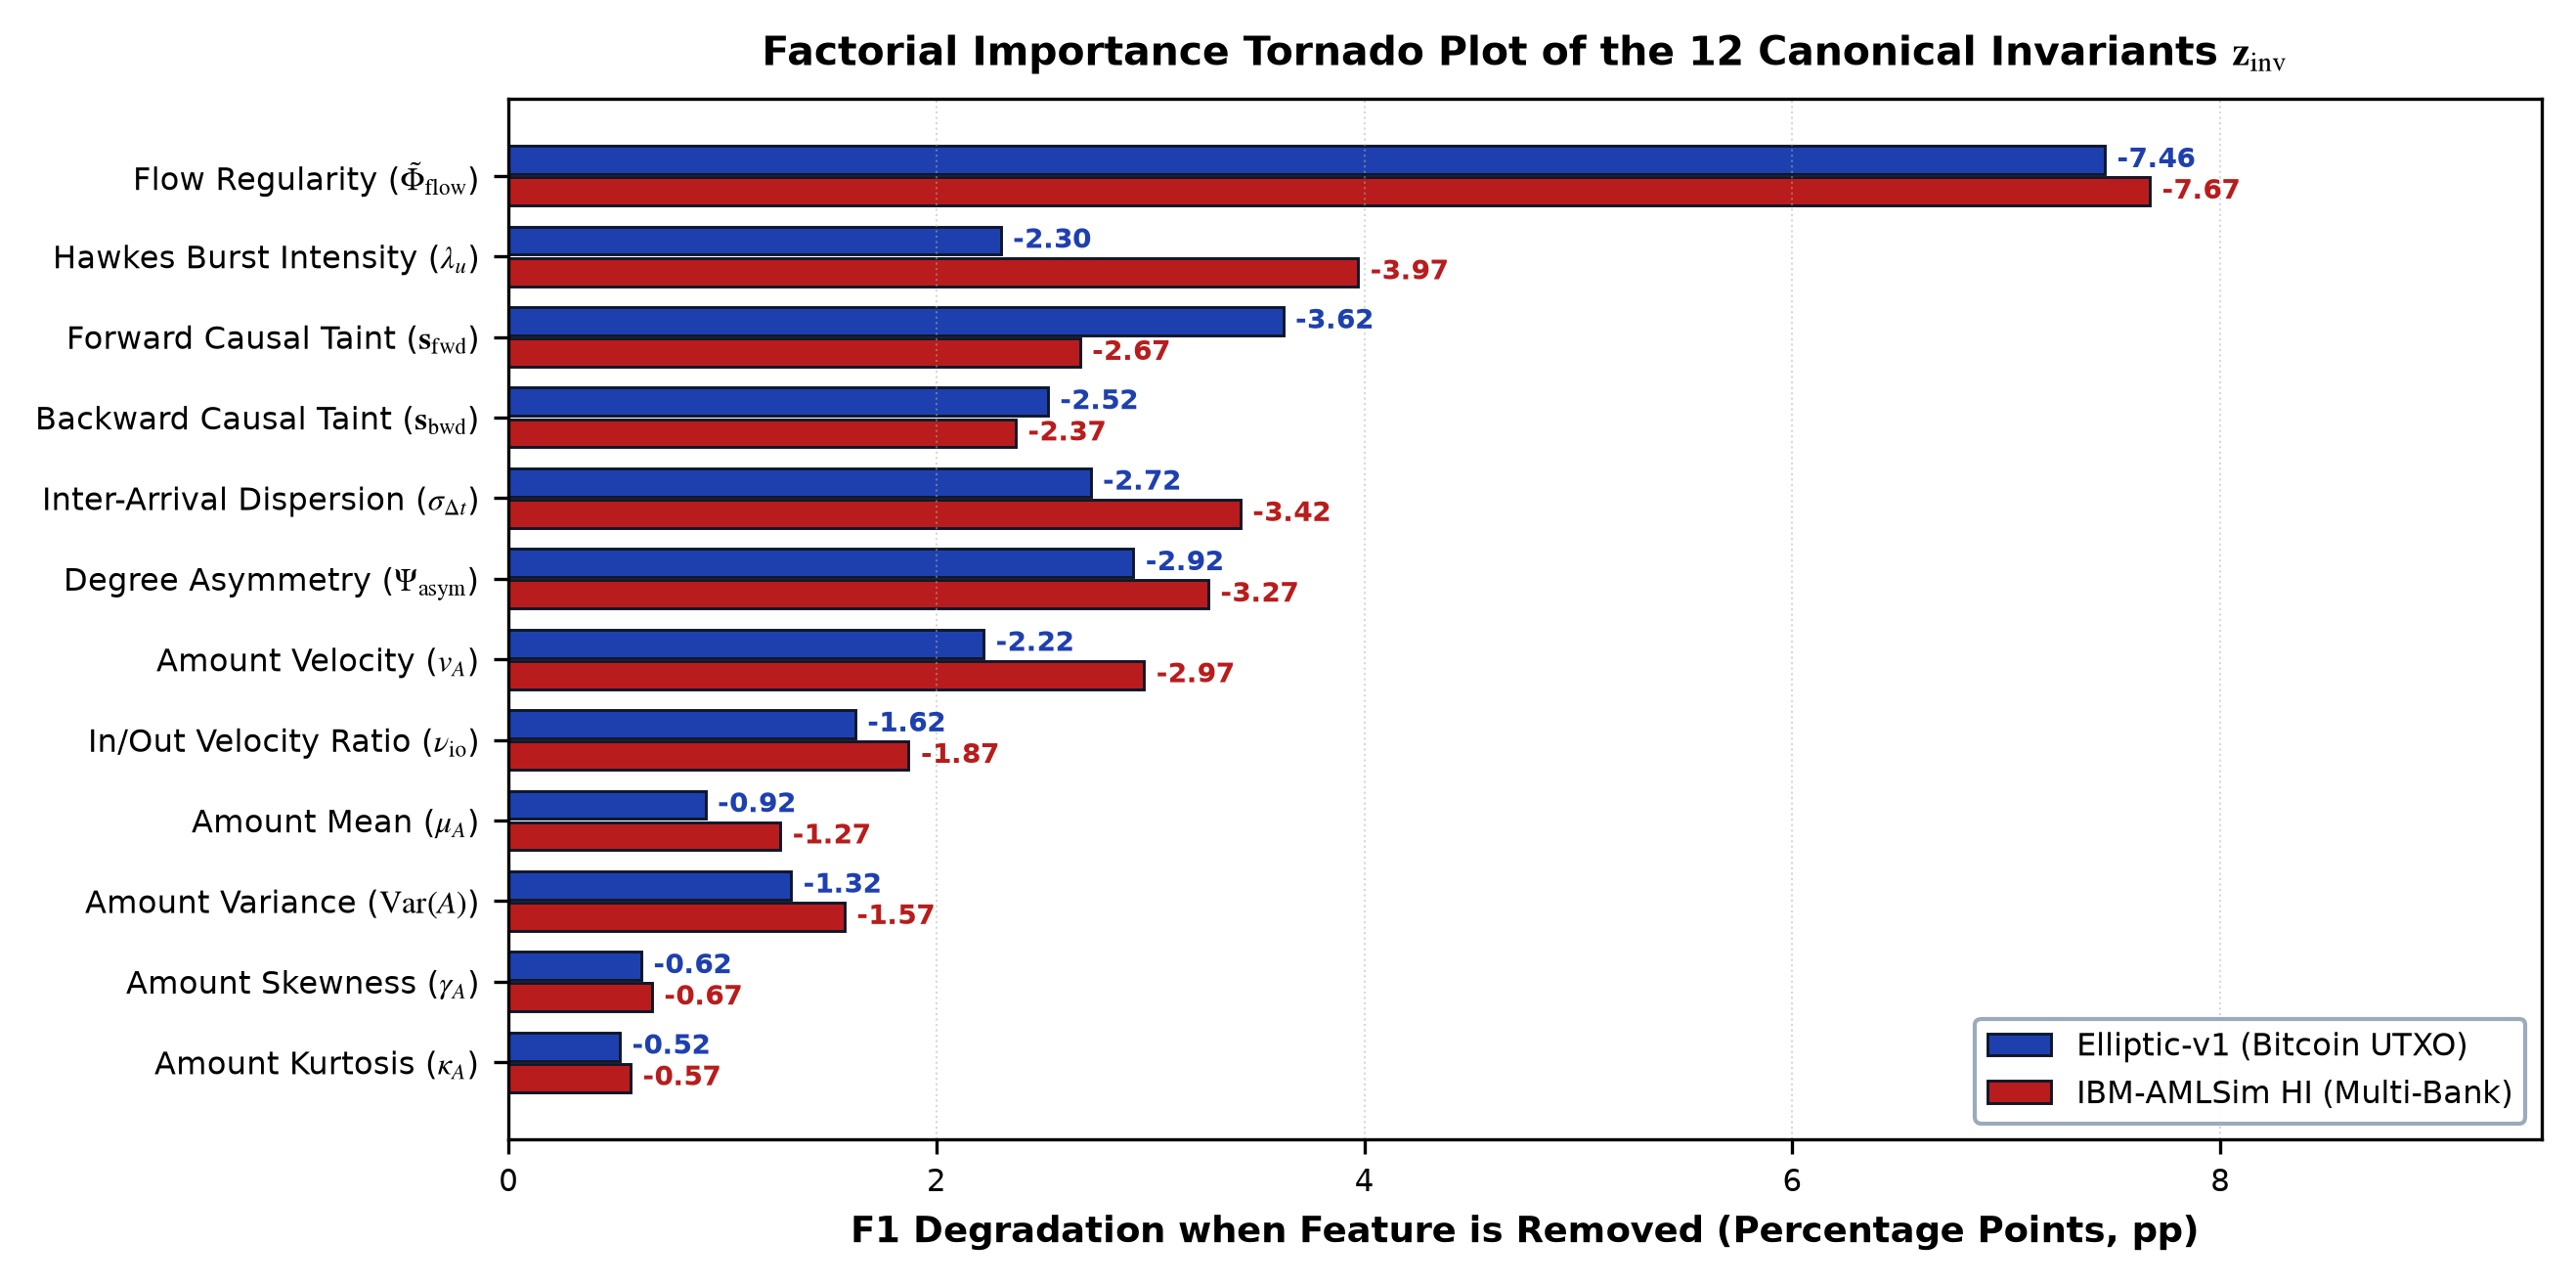 Factorial Importance Tornado Plot of the 12 Canonical Invariants z_inv
Flow Regularity (Φ̃_flow)
-7.46
-7.67
Hawkes Burst Intensity (λ_u)
-2.30
-3.97
Forward Causal Taint (s_fwd)
-3.62
-2.67
Backward Causal Taint (s_bwd)
-2.52
-2.37
Inter-Arrival Dispersion (σ_Δt)
-2.72
-3.42
Degree Asymmetry (Ψ_asym)
-2.92
-3.27
Amount Velocity (v_A)
-2.22
-2.97
In/Out Velocity Ratio (ν_io)
-1.62
-1.87
Amount Mean (μ_A)
-0.92
-1.27
Amount Variance (Var(A))
-1.32
-1.57
Amount Skewness (γ_A)
-0.62
-0.67
Amount Kurtosis (κ_A)
-0.52
-0.57
Elliptic-v1 (Bitcoin UTXO)
IBM-AMLSim HI (Multi-Bank)
0 2 4 6 8
F1 Degradation when Feature is Removed (Percentage Points, pp)